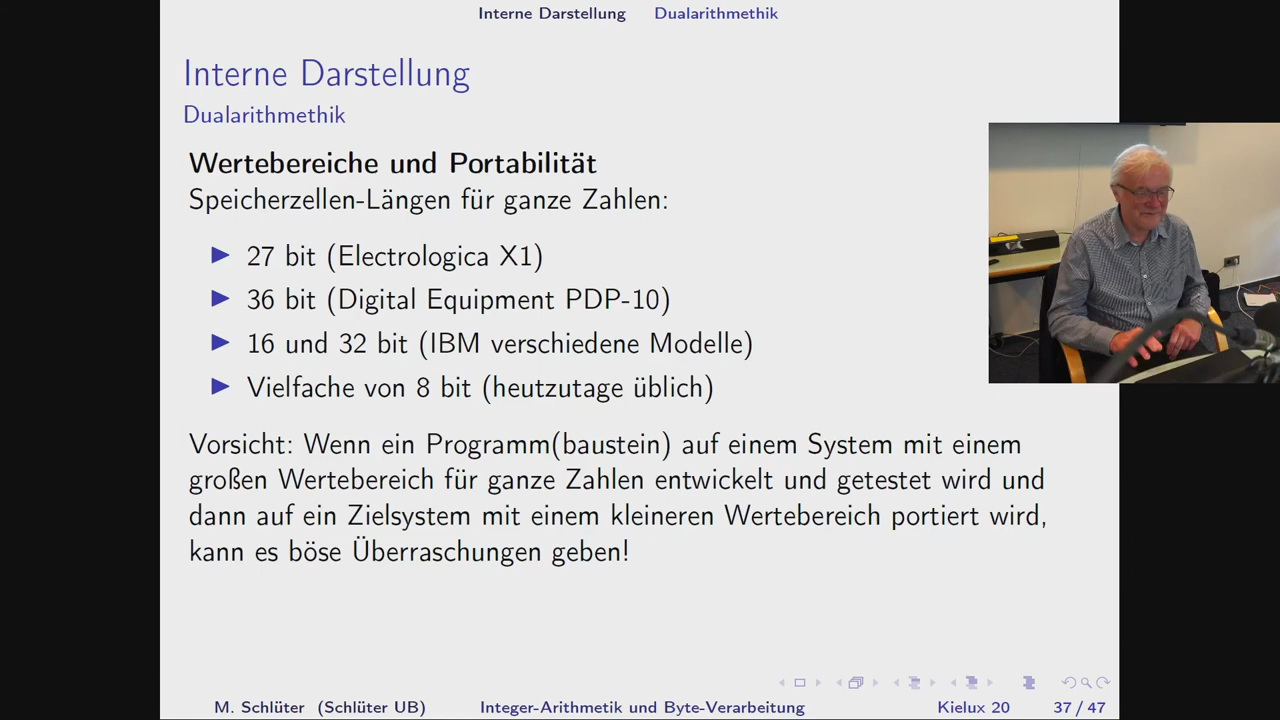 Interne Darstellung Dualarithmethik
Interne Darstellung
Dualarithmethik
Wertebereiche und Portabilität
Speicherzellen-Längen für ganze Zahlen:
27 bit (Electrologica X1)
36 bit (Digital Equipment PDP-10)
16 und 32 bit (IBM verschiedene Modelle)
Vielfache von 8 bit (heutzutage üblich)
Vorsicht: Wenn ein Programm(baustein) auf einem System mit einem
großen Wertebereich für ganze Zahlen entwickelt und getestet wird und
dann auf ein Zielsystem mit einem kleineren Wertebereich portiert wird,
kann es böse Überraschungen geben!
M. Schlüter (Schlüter UB) Integer-Arithmetik und Byte-Verarbeitung Kielux 20 37 / 47